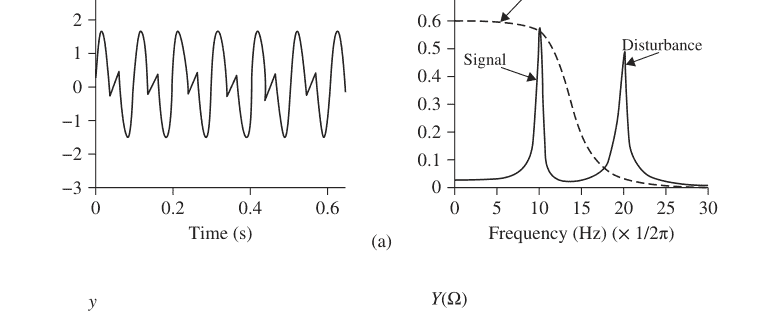 2
1
0
−1
−2
−3
0 0.2 0.4 0.6
Time (s)
0.6
0.5
0.4
0.3
0.2
0.1
0
Signal
Disturbance
0 5 10 15 20 25 30
Frequency (Hz) (× 1/2π)
(a)
y
Y(Ω)